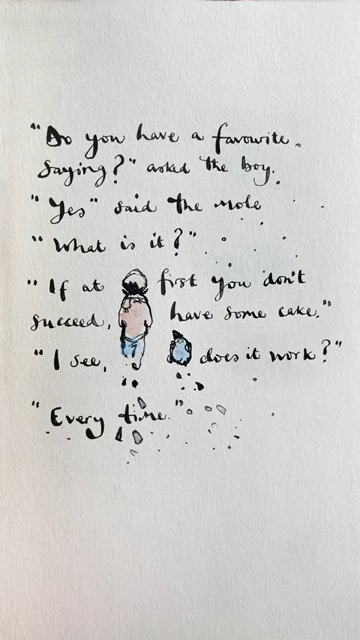 "Do you have a favourite
saying?" asked the boy.
"Yes" said the mole
"What is it?"
"If at first you don't
succeed, have some cake."
"I see, does it work?"
"Every time."